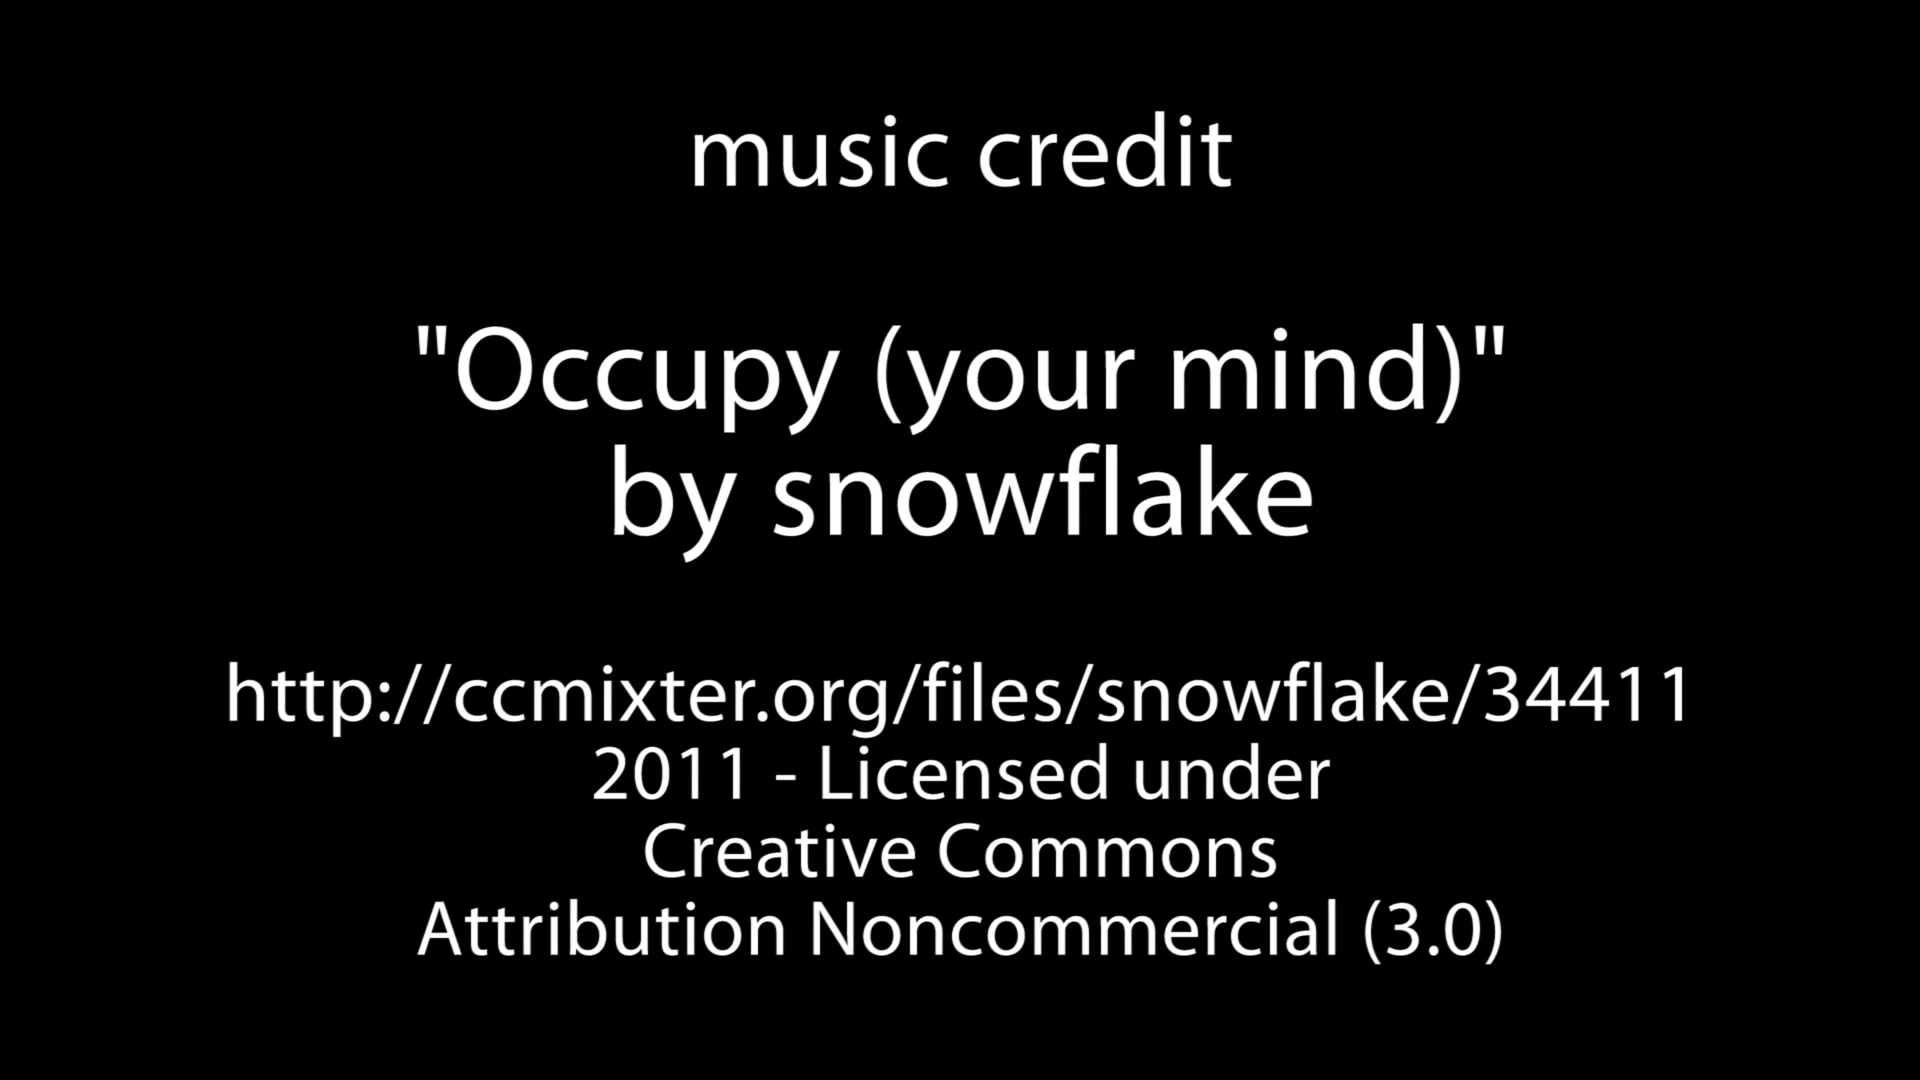 music credit
"Occupy (your mind)"
by snowflake
http://ccmixter.org/files/snowflake/34411
2011 - Licensed under
Creative Commons
Attribution Noncommercial (3.0)